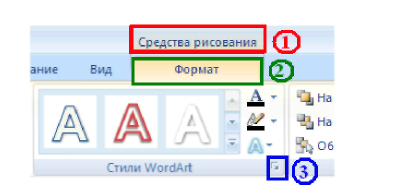 Средства рисования 1
ание Вид Формат 2
A A A A На
На
A Об
Стили WordArt 3